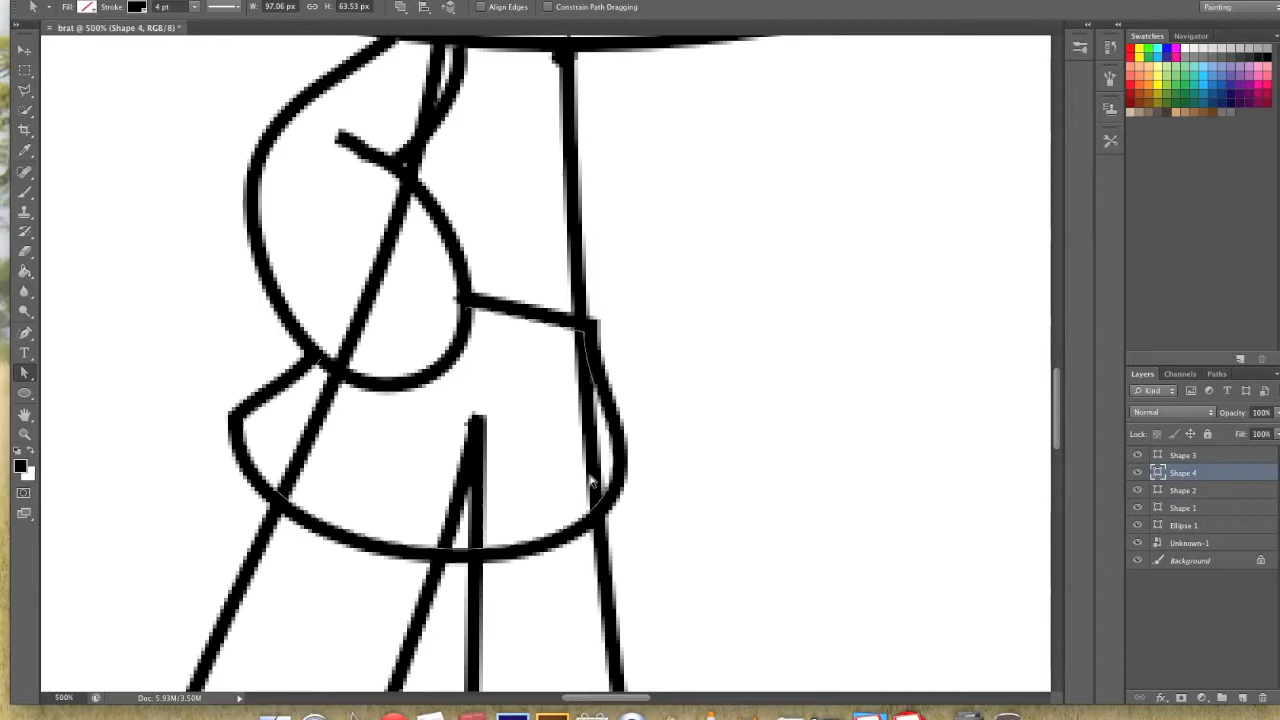 Fill: Stroke: 4 pt W: 97.06 px H: 63.53 px Align Edges Constrain Path Dragging Painting
brat @ 500% (Shape 4, RGB/8) *
Swatches Navigator
Layers Channels Paths
Kind
Normal Opacity: 100%
Lock: Fill: 100%
Shape 3
Shape 4
Shape 2
Shape 1
Ellipse 1
Unknown-1
Background
500% Doc: 5.93M/3.50M